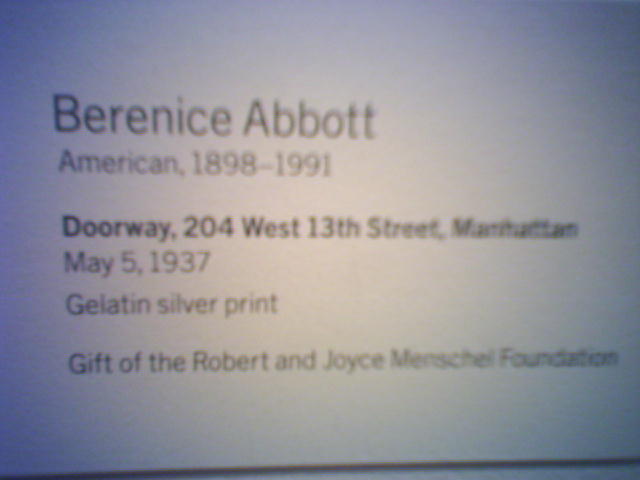 Berenice Abbott
American, 1898–1991
Doorway, 204 West 13th Street, Manhattan
May 5, 1937
Gelatin silver print
Gift of the Robert and Joyce Menschel Foundation